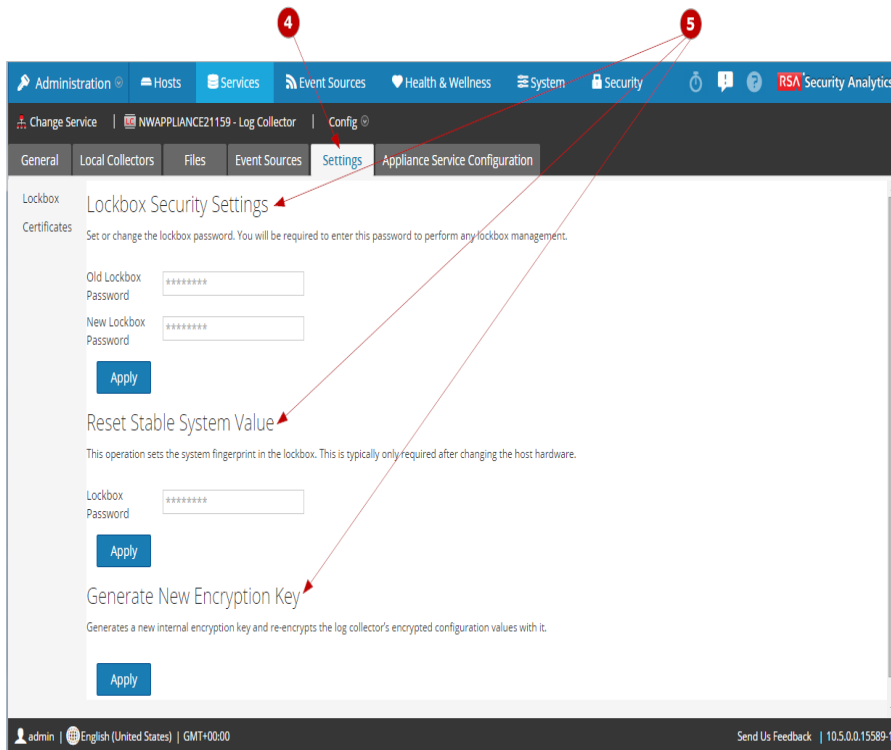 4 5
Administration Hosts Services Event Sources Health & Wellness System Security RSA Security Analytics
Change Service | LC NWAPPLIANCE21159 - Log Collector | Config
General Local Collectors Files Event Sources Settings Appliance Service Configuration
Lockbox
Certificates
Lockbox Security Settings
Set or change the lockbox password. You will be required to enter this password to perform any lockbox management.
Old Lockbox Password ********
New Lockbox Password ********
Apply
Reset Stable System Value
This operation sets the system fingerprint in the lockbox. This is typically only required after changing the host hardware.
Lockbox Password ********
Apply
Generate New Encryption Key
Generates a new internal encryption key and re-encrypts the log collector's encrypted configuration values with it.
Apply
admin | English (United States) | GMT+00:00 Send Us Feedback | 10.5.0.0.15589-